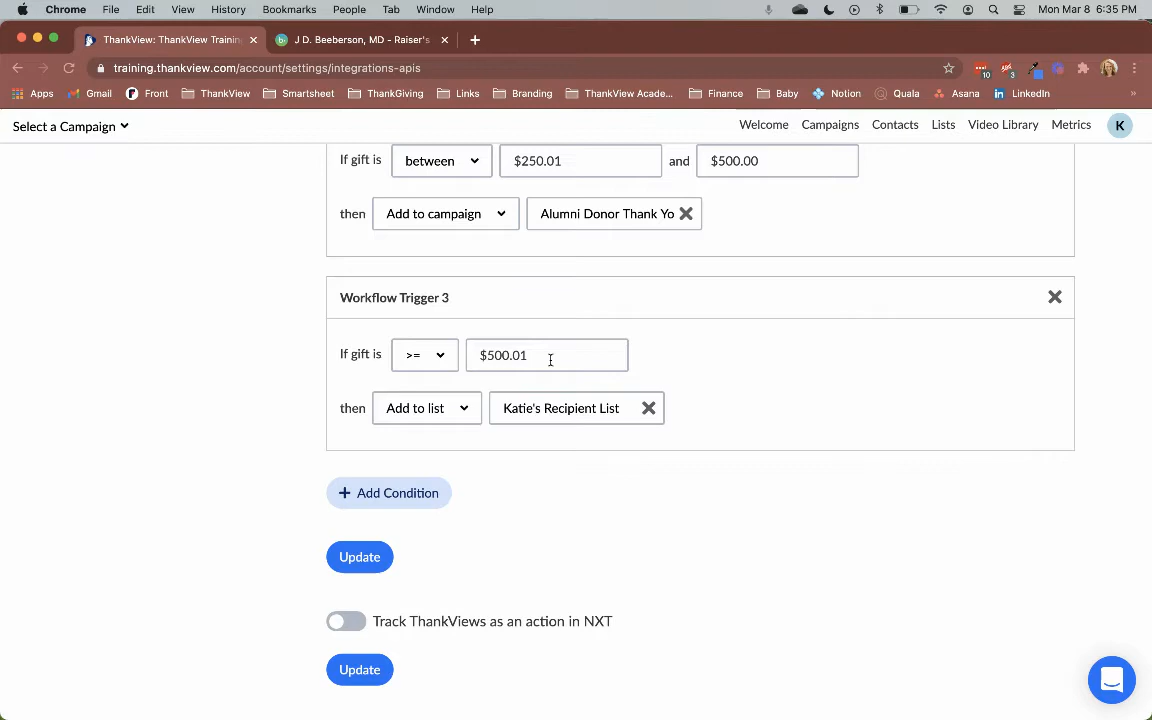 Chrome File Edit View History Bookmarks People Tab Window Help Mon Mar 8 6:35 PM
ThankView: ThankView Trainin J D. Beeberson, MD - Raiser's
training.thankview.com/account/settings/integrations-apis 10 3
Apps Gmail Front ThankView Smartsheet ThankGiving Links Branding ThankView Acade... Finance Baby Notion Quala Asana LinkedIn »
Select a Campaign Welcome Campaigns Contacts Lists Video Library Metrics K
If gift is between $250.01 and $500.00
then Add to campaign Alumni Donor Thank Yo
Workflow Trigger 3
If gift is >= $500.01
then Add to list Katie's Recipient List
+ Add Condition
Update
Track ThankViews as an action in NXT
Update